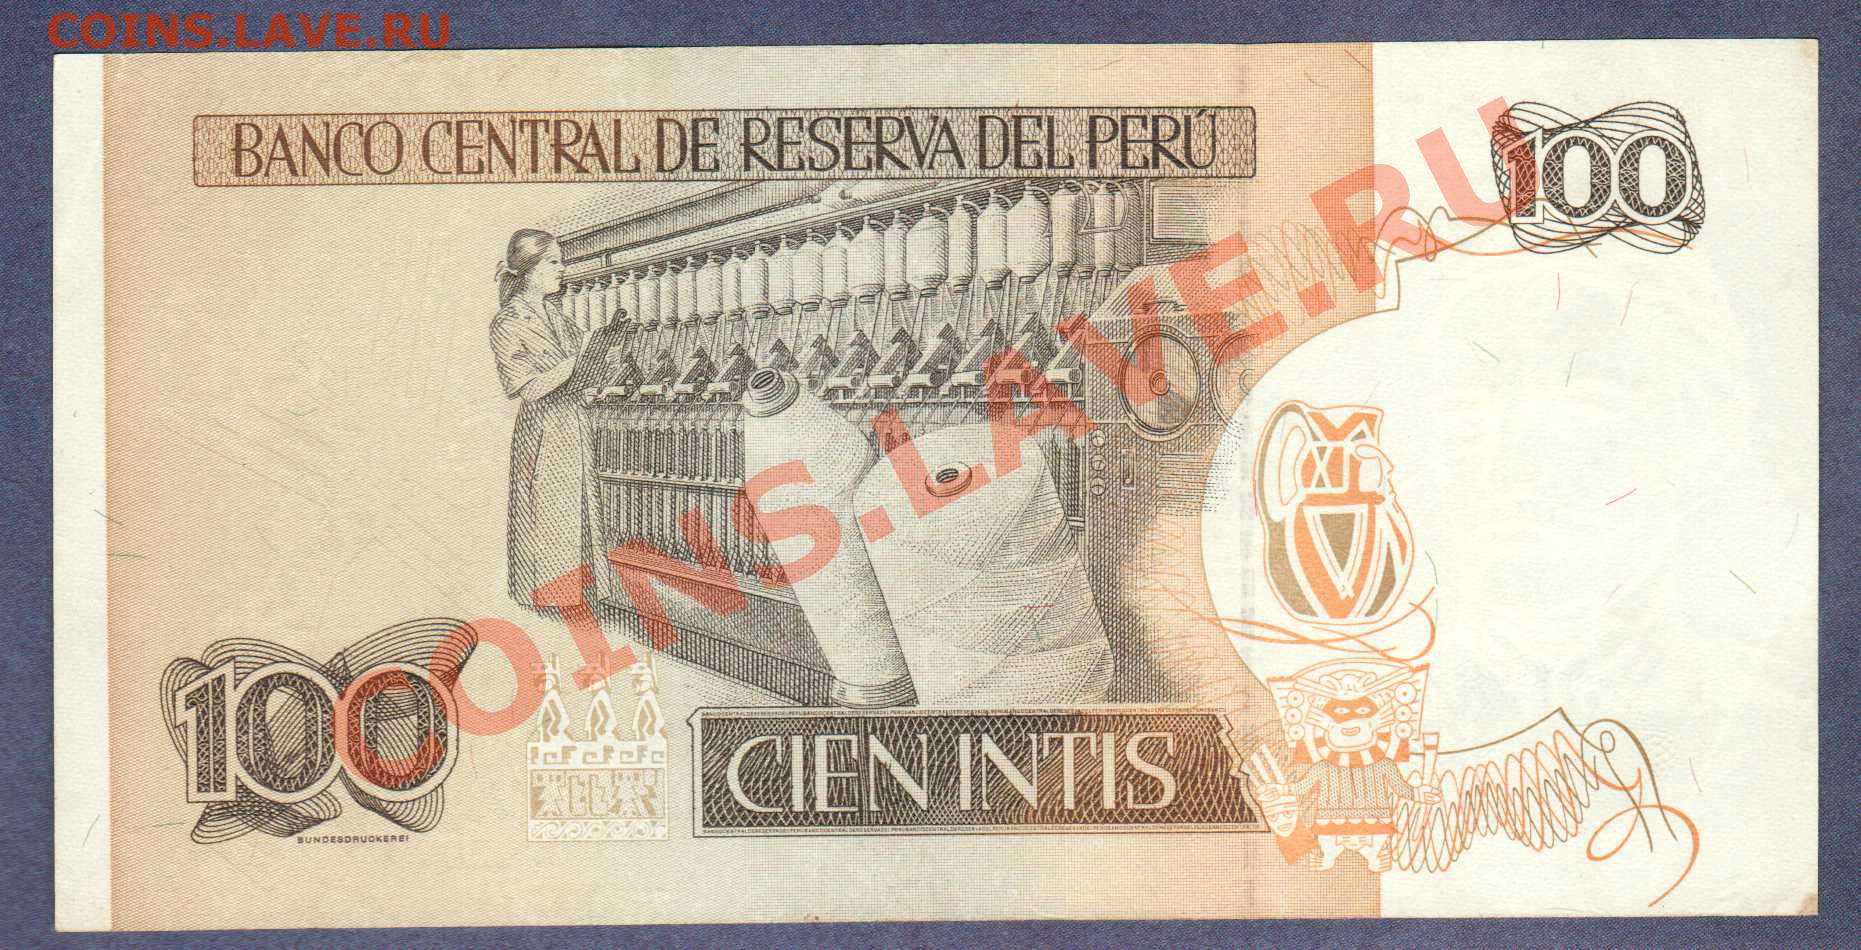 COINS.LAVE.RU
BANCO CENTRAL DE RESERVA DEL PERÚ
100
COINS.LAVE.RU
100
CIEN INTIS
BUNDESDRUCKEREI